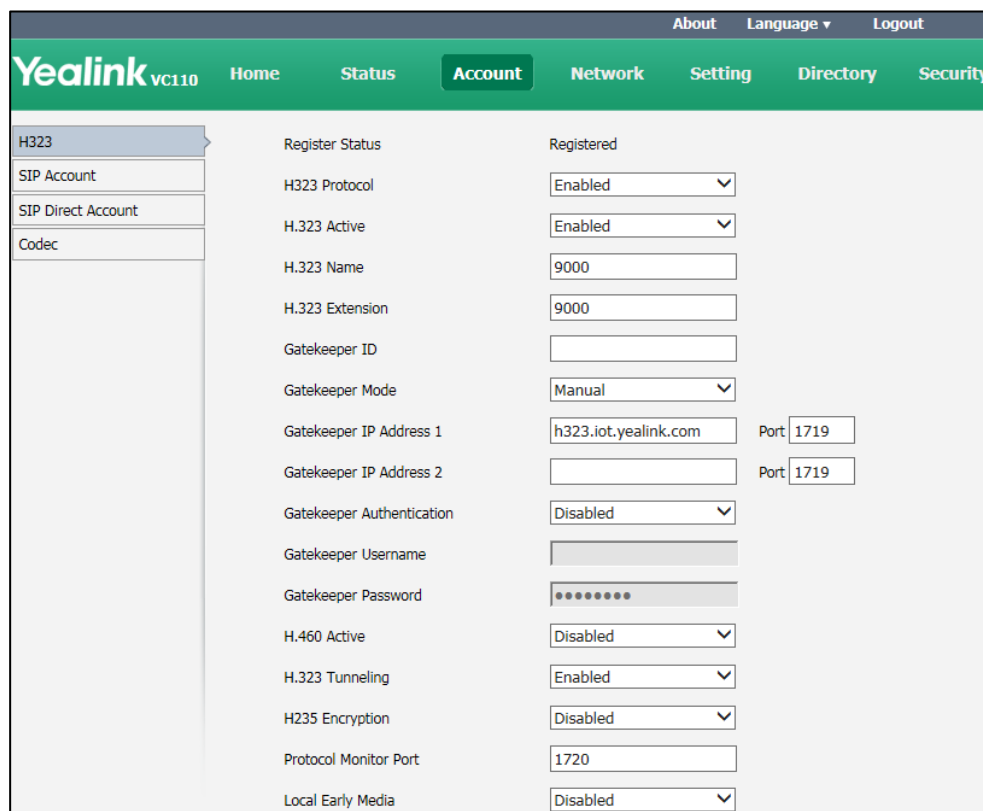 About Language ▾ Logout
Yealink VC110 Home Status Account Network Setting Directory Security
H323
SIP Account
SIP Direct Account
Codec
Register Status Registered
H323 Protocol Enabled
H.323 Active Enabled
H.323 Name 9000
H.323 Extension 9000
Gatekeeper ID
Gatekeeper Mode Manual
Gatekeeper IP Address 1 h323.iot.yealink.com Port 1719
Gatekeeper IP Address 2 Port 1719
Gatekeeper Authentication Disabled
Gatekeeper Username
Gatekeeper Password ●●●●●●●●
H.460 Active Disabled
H.323 Tunneling Enabled
H235 Encryption Disabled
Protocol Monitor Port 1720
Local Early Media Disabled